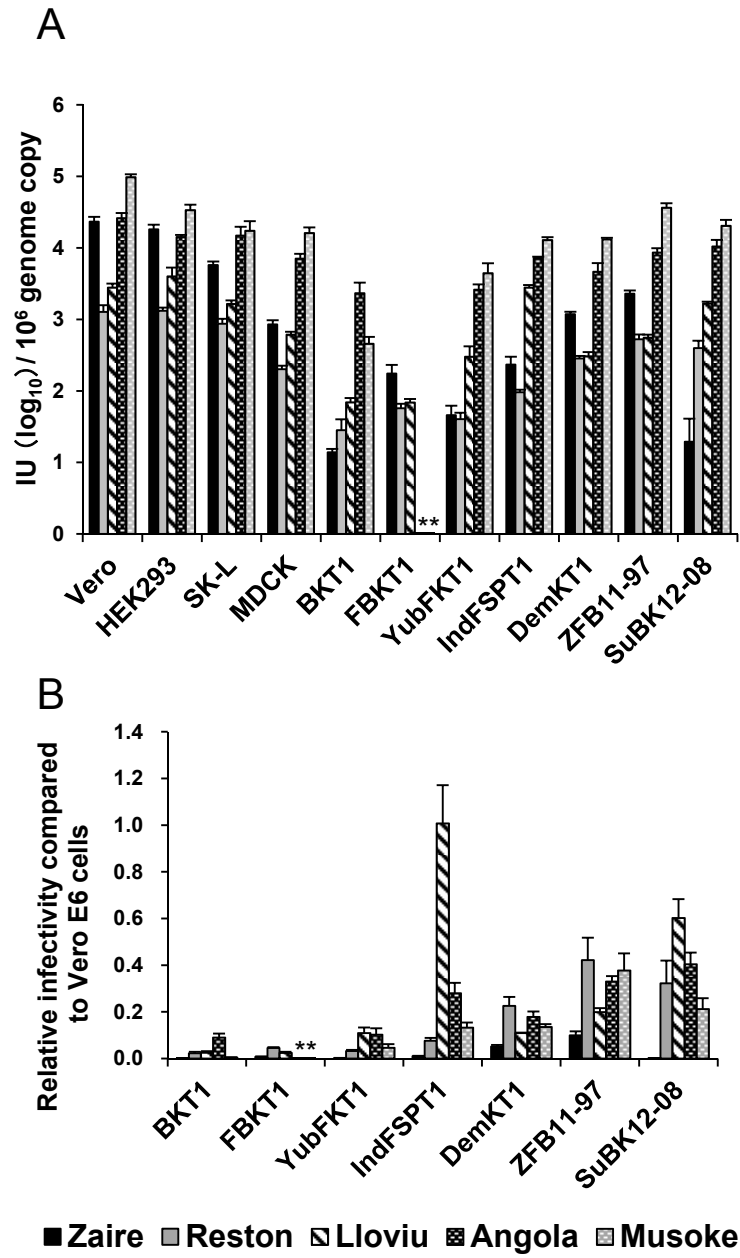 A
IU (log10) / 10^6 genome copy
6
5
4
3
2
1
0
**
Vero
HEK293
SK-L
MDCK
BKT1
FBKT1
YubFKT1
IndFSPT1
DemKT1
ZFB11-97
SuBK12-08
B
Relative infectivity compared
to Vero E6 cells
1.4
1.2
1.0
0.8
0.6
0.4
0.2
0.0
**
BKT1
FBKT1
YubFKT1
IndFSPT1
DemKT1
ZFB11-97
SuBK12-08
Zaire Reston Lloviu Angola Musoke